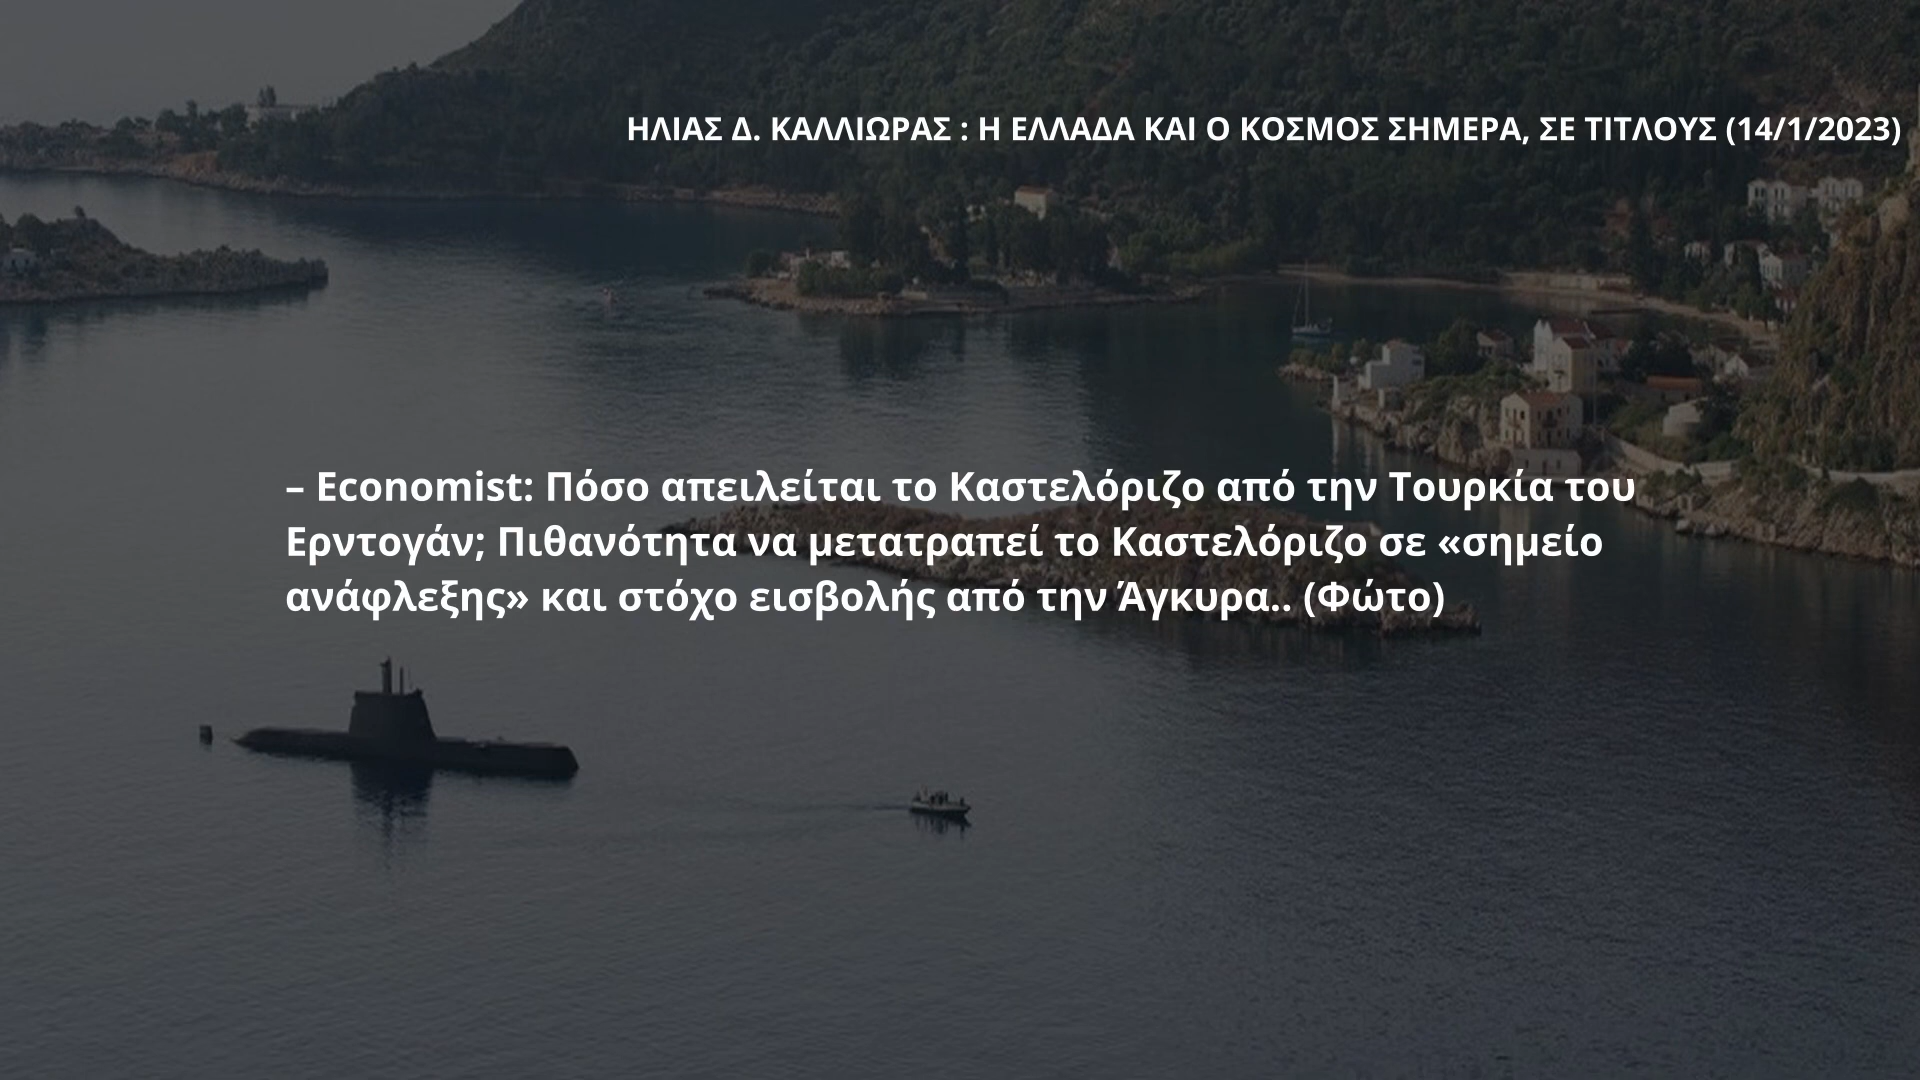 ΗΛΙΑΣ Δ. ΚΑΛΛΙΩΡΑΣ : Η ΕΛΛΑΔΑ ΚΑΙ Ο ΚΟΣΜΟΣ ΣΗΜΕΡΑ, ΣΕ ΤΙΤΛΟΥΣ (14/1/2023)
– Economist: Πόσο απειλείται το Καστελόριζο από την Τουρκία του
Ερντογάν; Πιθανότητα να μετατραπεί το Καστελόριζο σε «σημείο
ανάφλεξης» και στόχο εισβολής από την Άγκυρα.. (Φώτο)